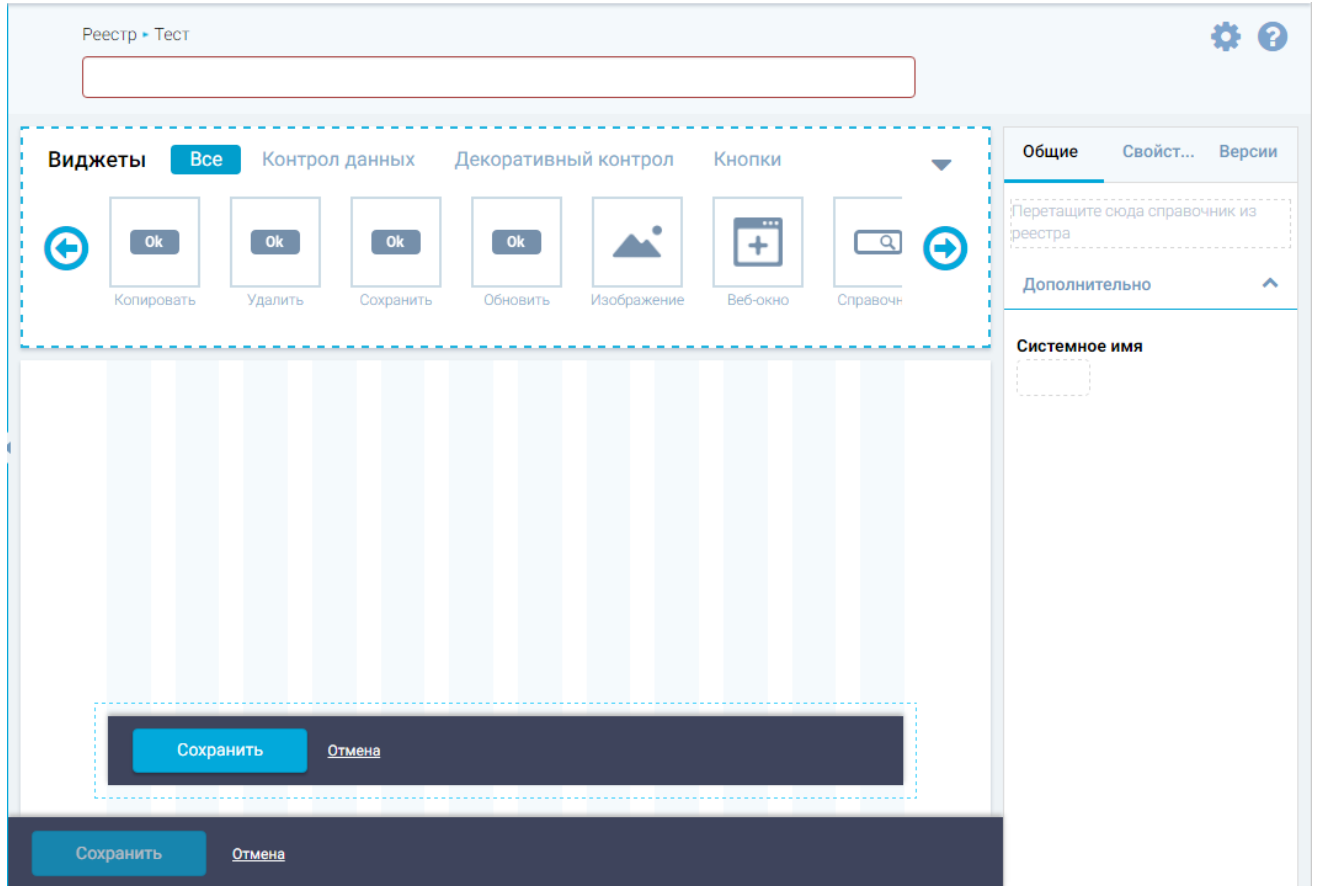 Реестр ▸ Тест
Виджеты Все Контрол данных Декоративный контрол Кнопки
Ok Ok Ok Ok
Копировать Удалить Сохранить Обновить Изображение Веб-окно Справочн
Общие Свойст... Версии
Перетащите сюда справочник из
реестра
Дополнительно
Системное имя
Сохранить Отмена
Сохранить Отмена